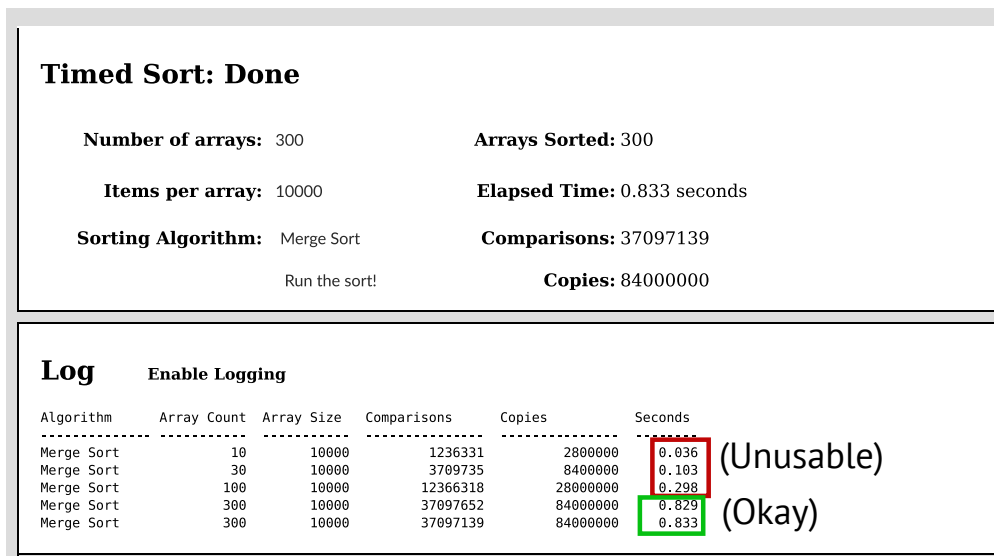 Timed Sort: Done
Number of arrays: 300 Arrays Sorted: 300
Items per array: 10000 Elapsed Time: 0.833 seconds
Sorting Algorithm: Merge Sort Comparisons: 37097139
Run the sort! Copies: 84000000
Log Enable Logging
Algorithm Array Count Array Size Comparisons Copies Seconds
-------------- ----------- ----------- --------------- --------------- --------
Merge Sort 10 10000 1236331 2800000 0.036
Merge Sort 30 10000 3709735 8400000 0.103
Merge Sort 100 10000 12366318 28000000 0.298
Merge Sort 300 10000 37097652 84000000 0.829
Merge Sort 300 10000 37097139 84000000 0.833
(Unusable)
(Okay)